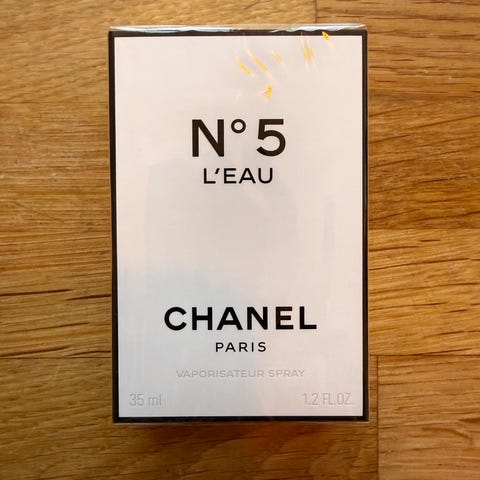 N°5
L'EAU
CHANEL
PARIS
VAPORISATEUR SPRAY
35 ml 1.2 FL.OZ.